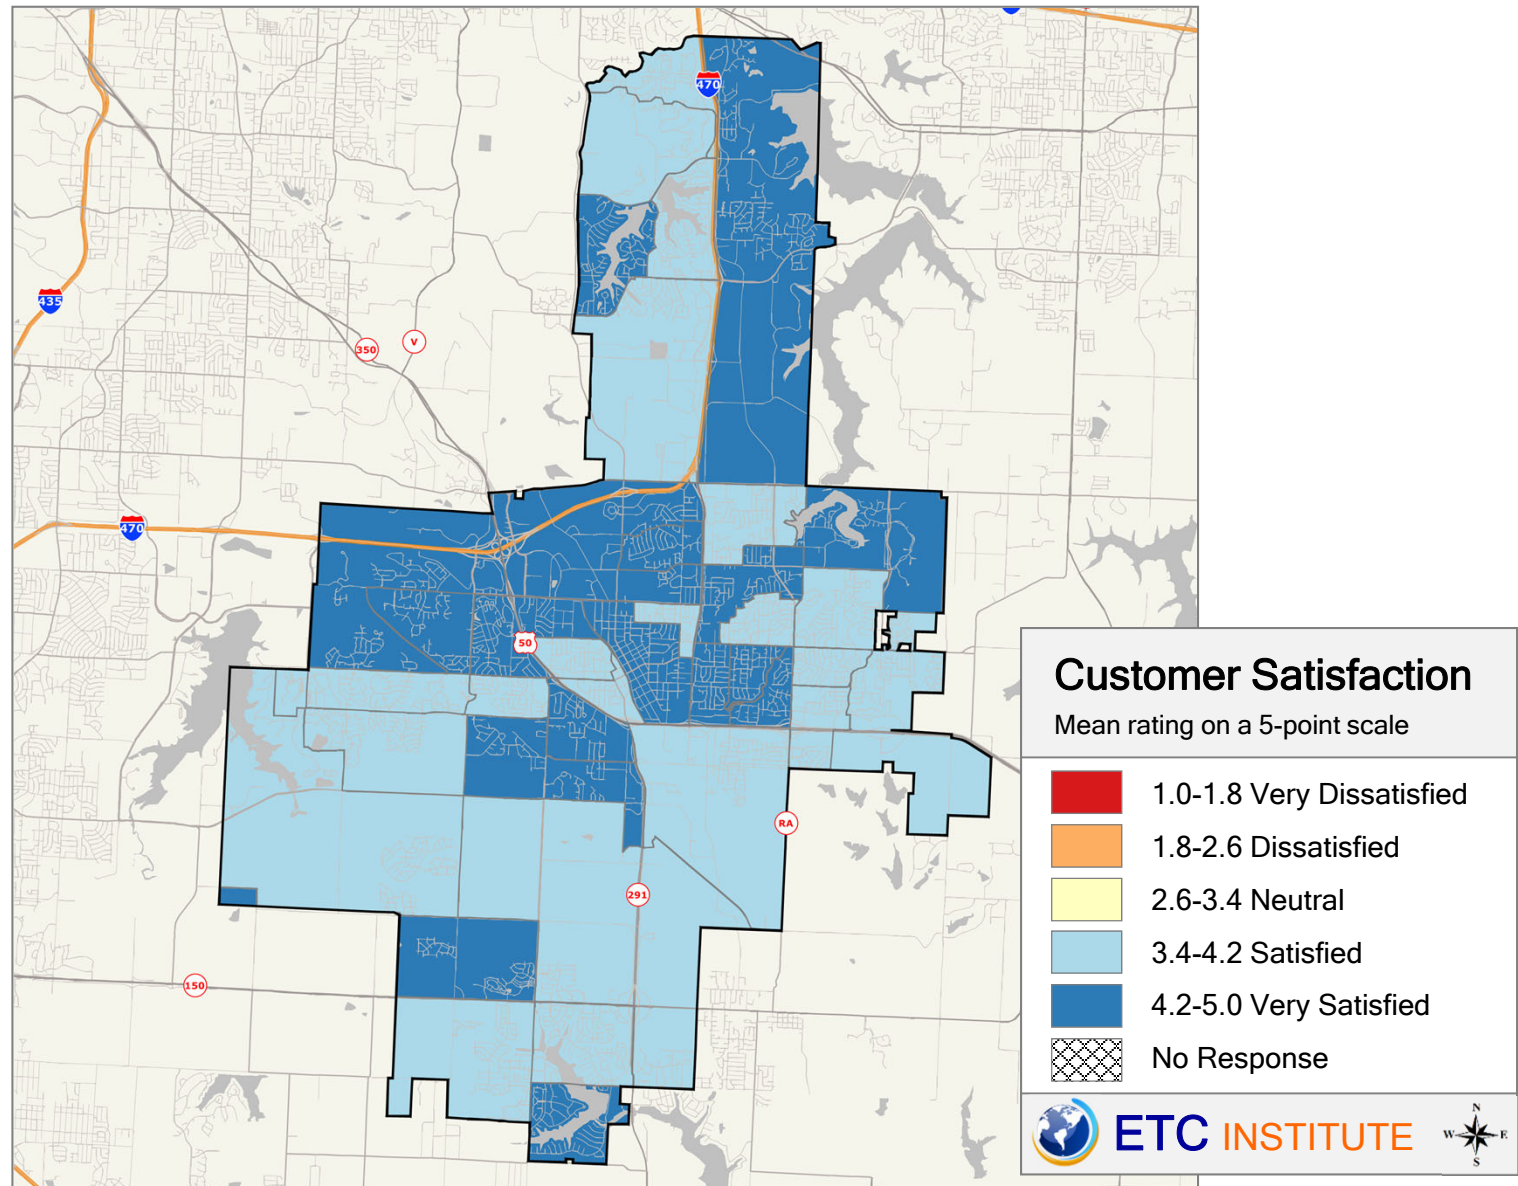 470
435
350
V
470
50
RA
291
150
Customer Satisfaction
Mean rating on a 5-point scale
1.0-1.8 Very Dissatisfied
1.8-2.6 Dissatisfied
2.6-3.4 Neutral
3.4-4.2 Satisfied
4.2-5.0 Very Satisfied
No Response
ETC INSTITUTE
N
W E
S